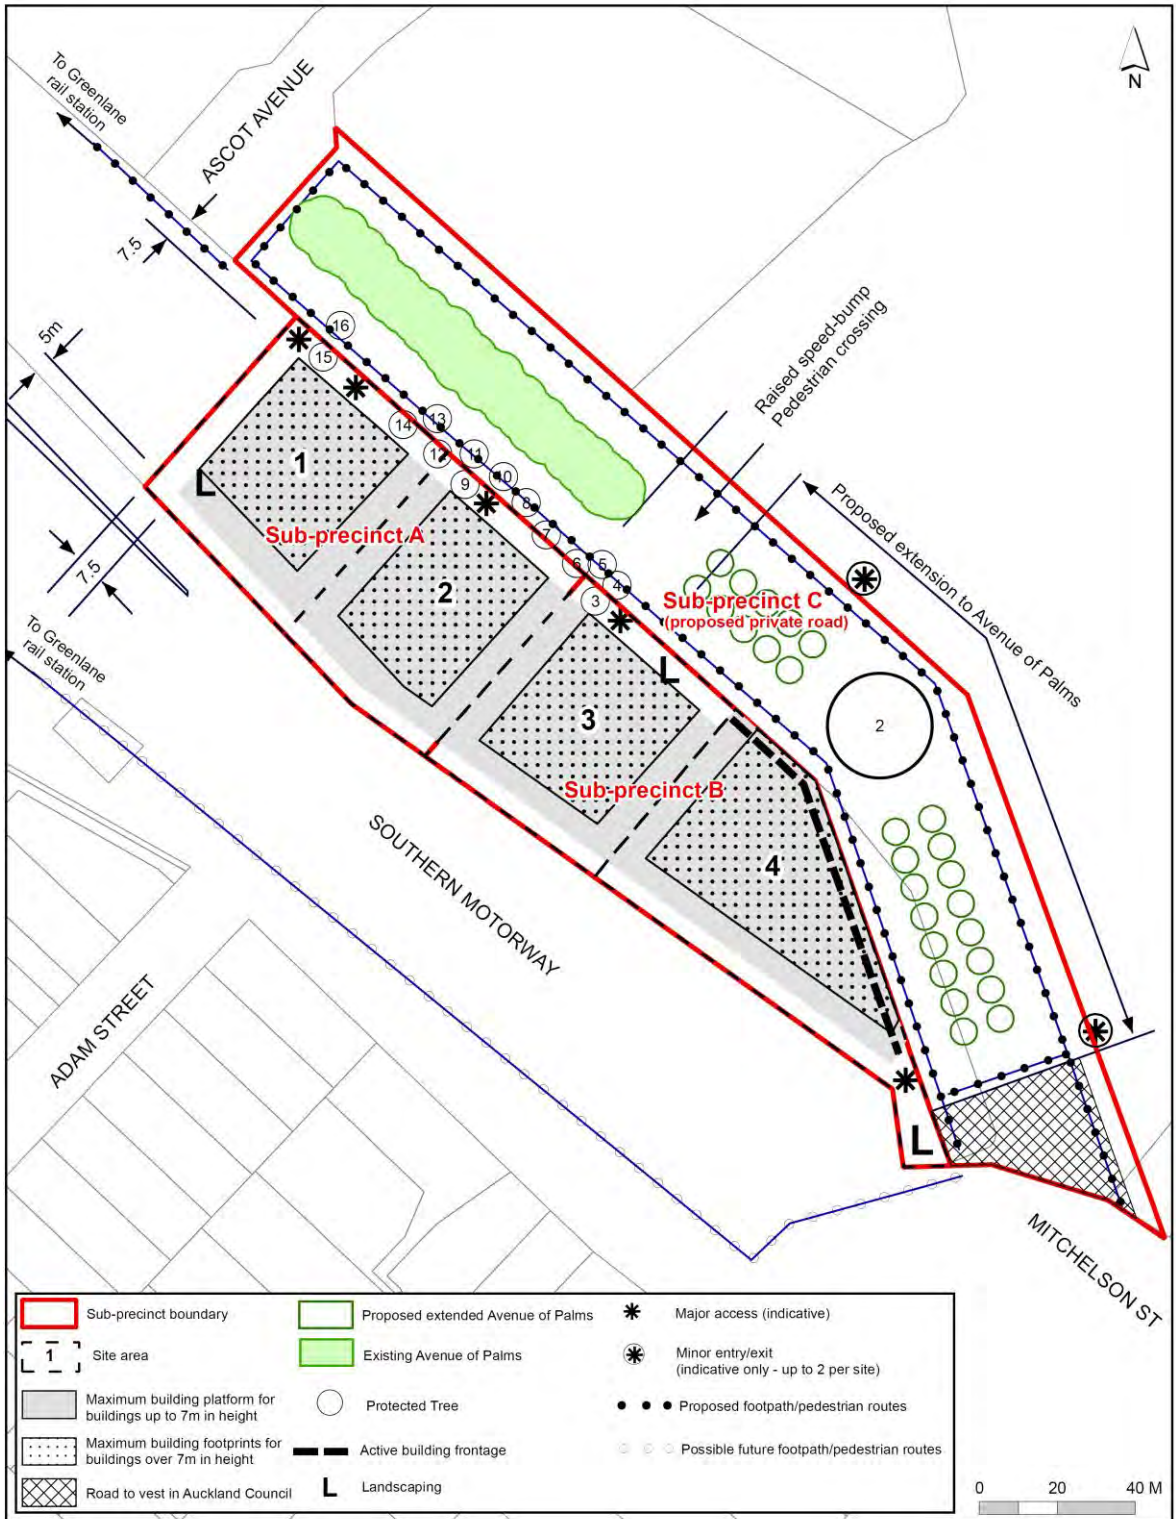 N
To Greenlane
rail station
ASCOT AVENUE
7.5
5m
Raised speed-bump
Pedestrian crossing
Proposed extension to Avenue of Palms
16
15
14
13
12
11
10
9
8
7
6
5
4
3
2
1
2
3
4
L
L
L
Sub-precinct A
Sub-precinct B
Sub-precinct C
(proposed private road)
7.5
To Greenlane
rail station
SOUTHERN MOTORWAY
ADAM STREET
MITCHELSON ST
Sub-precinct boundary
1
Site area
Maximum building platform for
buildings up to 7m in height
Maximum building footprints for
buildings over 7m in height
Road to vest in Auckland Council
Proposed extended Avenue of Palms
Existing Avenue of Palms
Protected Tree
Active building frontage
L
Landscaping
Major access (indicative)
Minor entry/exit
(indicative only - up to 2 per site)
Proposed footpath/pedestrian routes
Possible future footpath/pedestrian routes
0 20 40 M